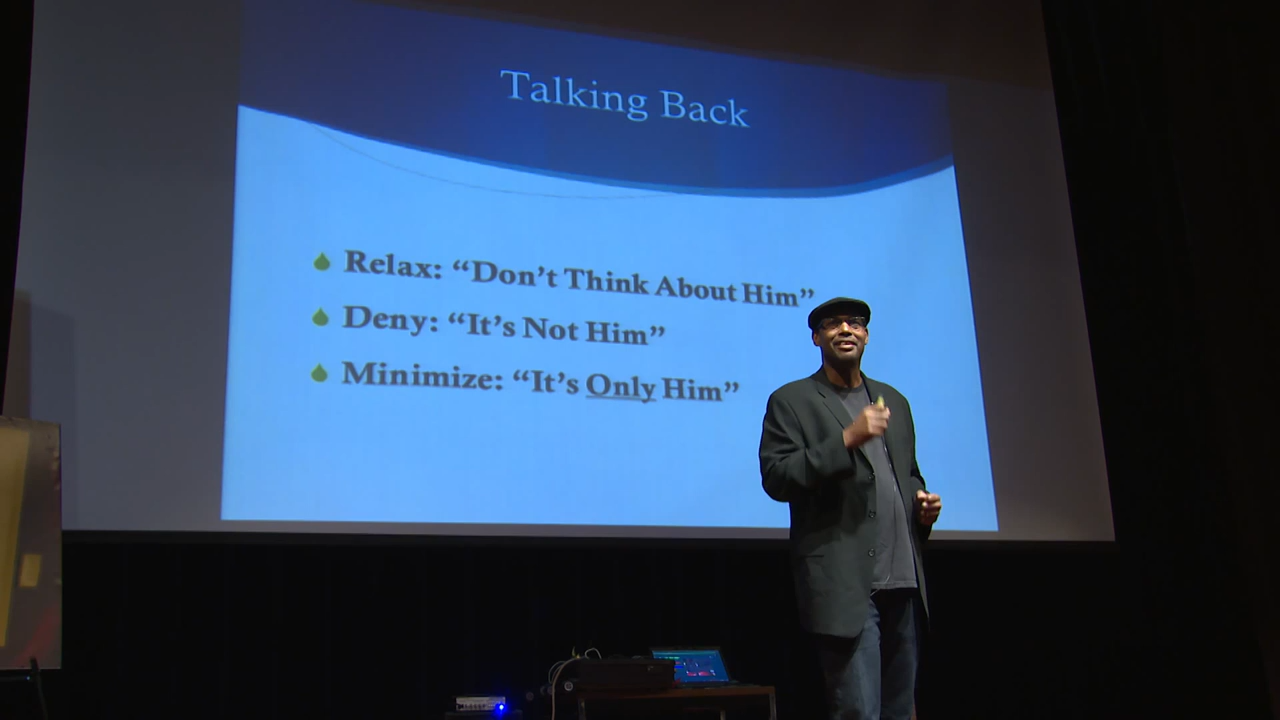 Talking Back
Relax: “Don’t Think About Him”
Deny: “It’s Not Him”
Minimize: “It’s Only Him”